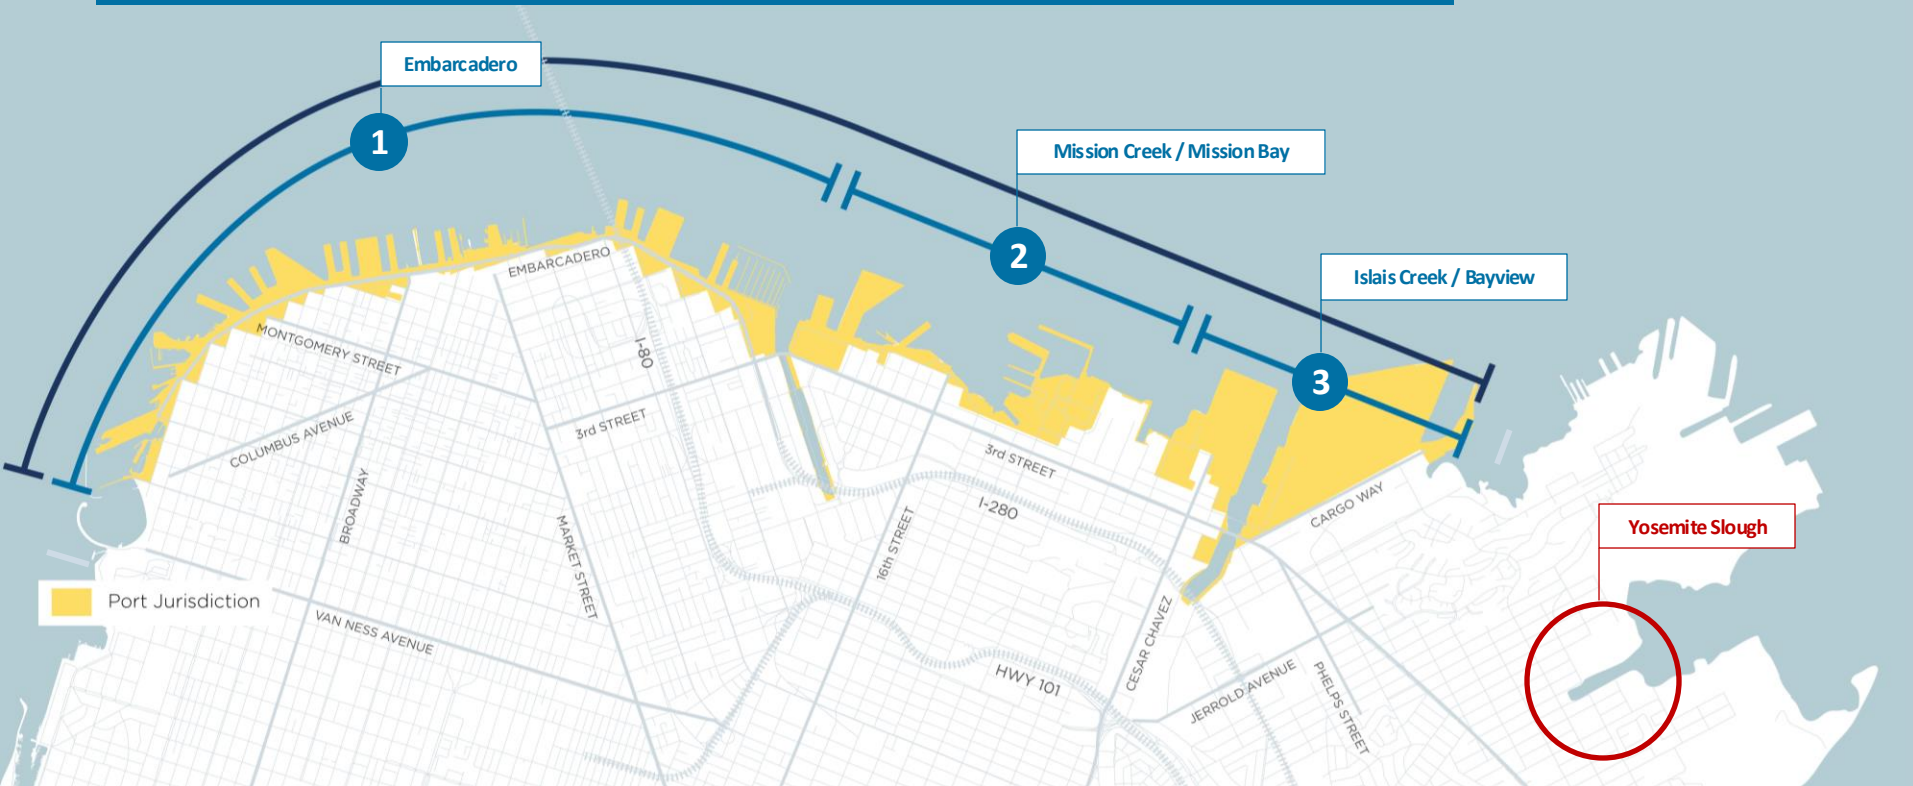 Embarcadero
1
Mission Creek / Mission Bay
2
Islais Creek / Bayview
3
EMBARCADERO
MONTGOMERY STREET
I-80
COLUMBUS AVENUE
3rd STREET
3rd STREET
BROADWAY
I-280
CARGO WAY
MARKET STREET
16th STREET
Yosemite Slough
Port Jurisdiction
VAN NESS AVENUE
CESAR CHAVEZ
HWY 101
JERROLD AVENUE
PHELPS STREET